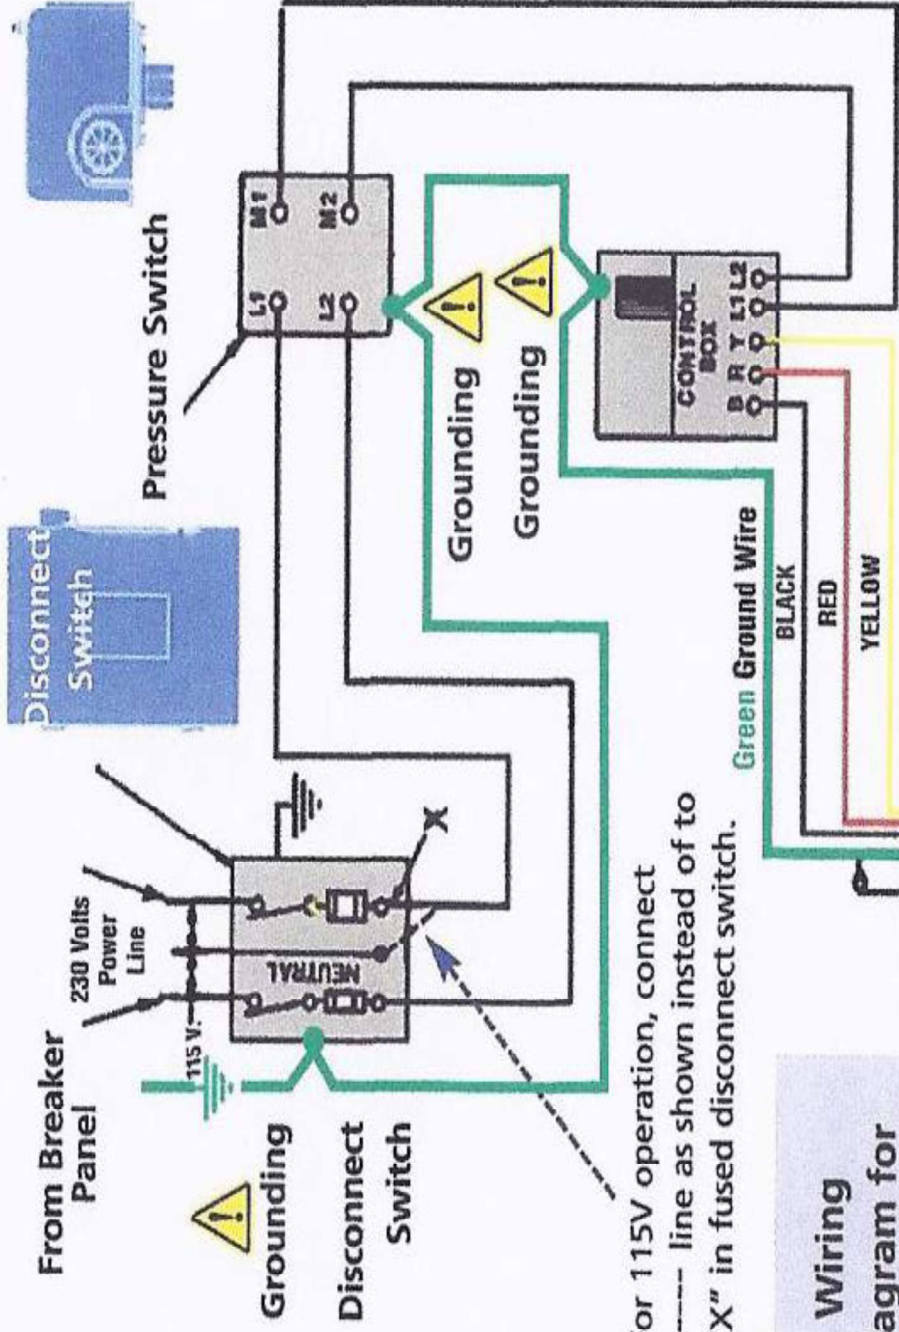 From Breaker
Panel
230 Volts
Power
Line
115 V.
NEUTRAL
X
Grounding
Disconnect
Switch
Disconnect
Switch
Pressure Switch
L1
M1
L2
M2
Grounding
Grounding
CONTROL
BOX
B R Y L1 L2
Green Ground Wire
BLACK
RED
YELLOW
or 115V operation, connect
----- line as shown instead of to
X" in fused disconnect switch.
Wiring
agram for